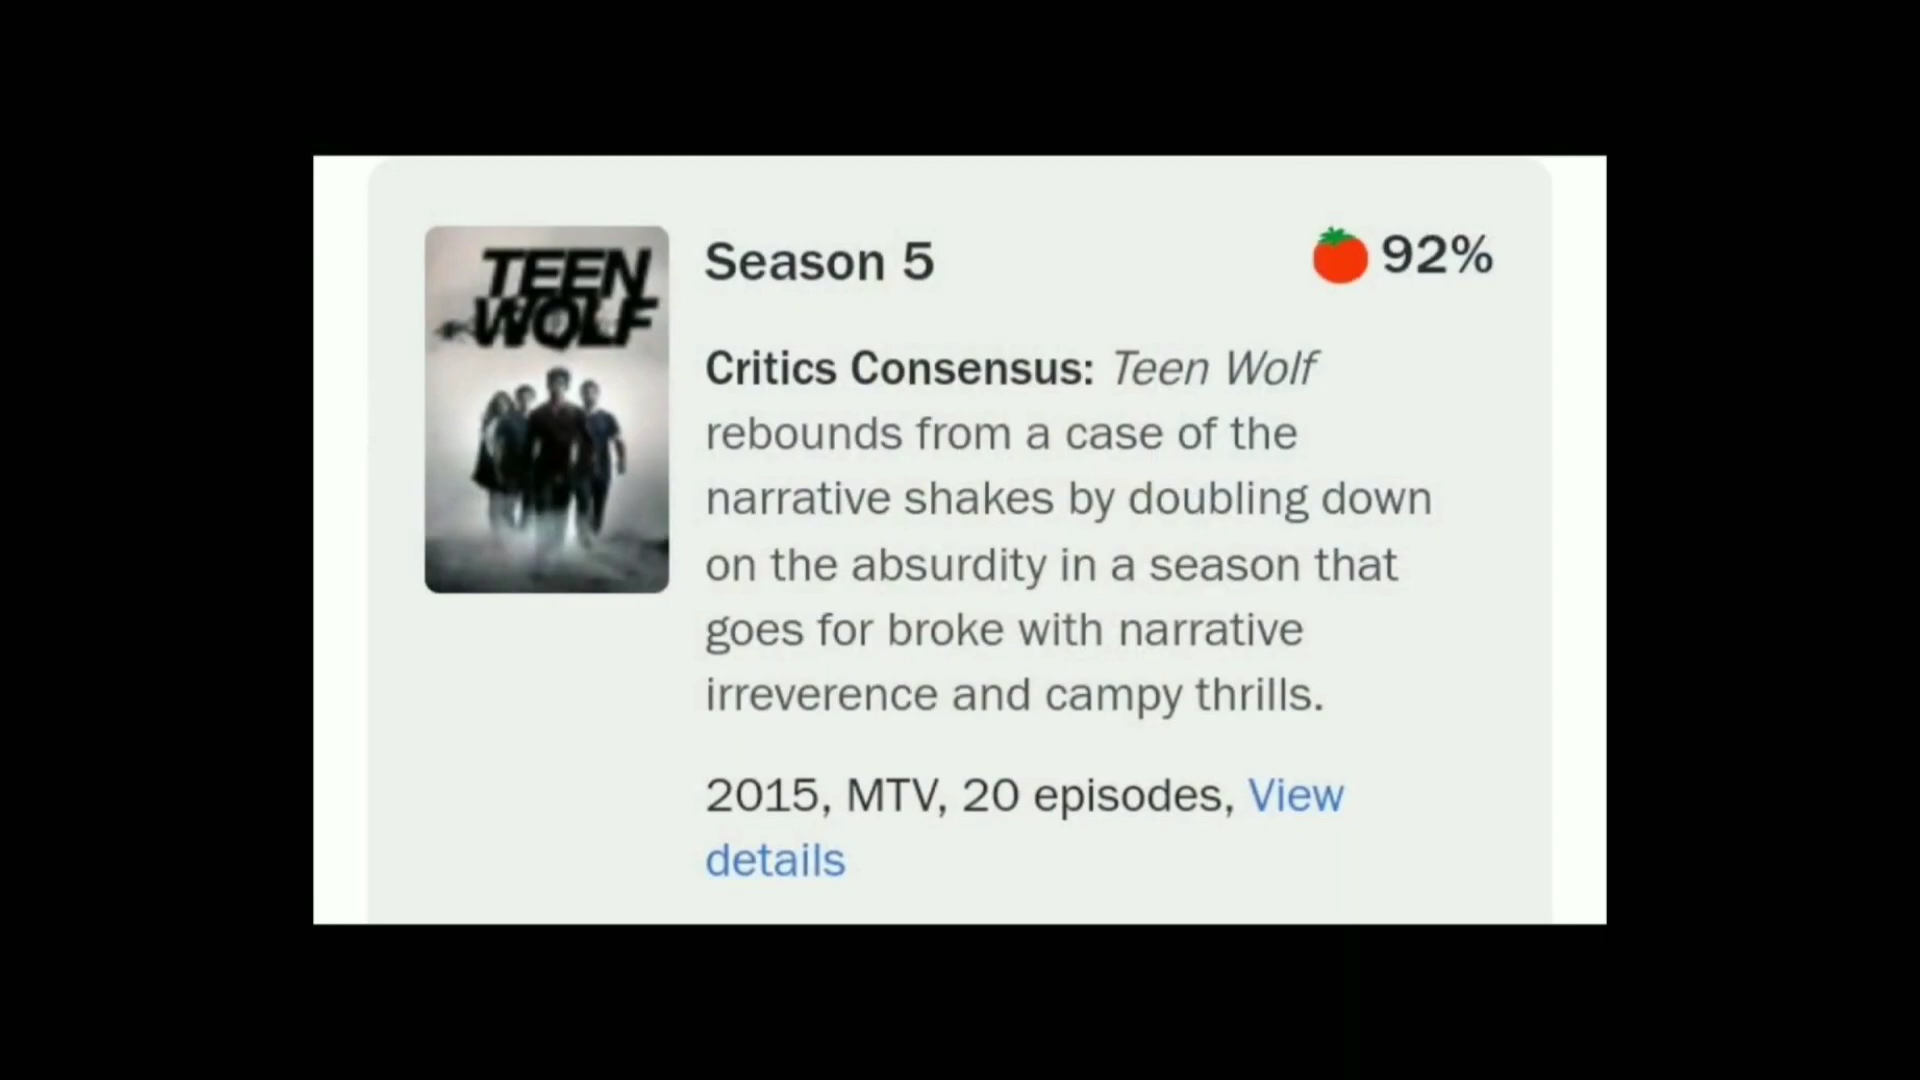 TEEN
WOLF
Season 5
92%
Critics Consensus: Teen Wolf
rebounds from a case of the
narrative shakes by doubling down
on the absurdity in a season that
goes for broke with narrative
irreverence and campy thrills.
2015, MTV, 20 episodes, View
details